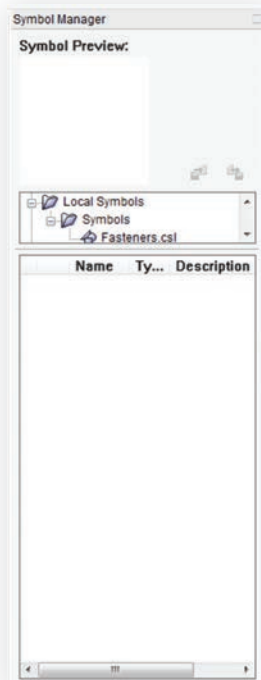 Symbol Manager
Symbol Preview:
Local Symbols
Symbols
Fasteners.csl
Name Ty... Description